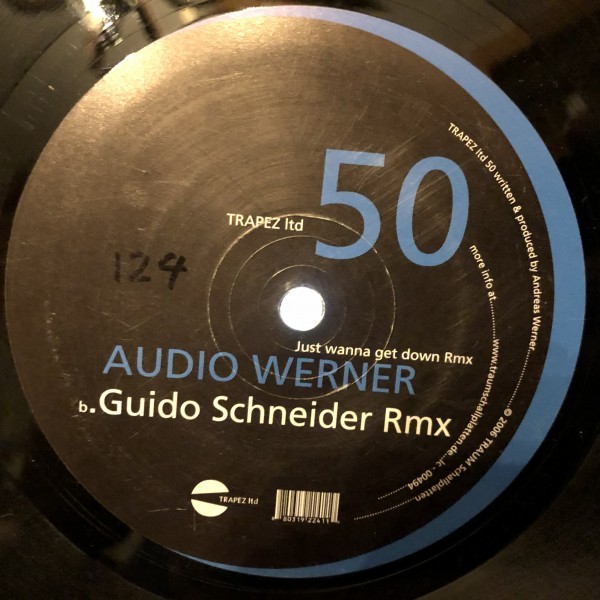 50
TRAPEZ ltd
124
Just wanna get down Rmx
AUDIO WERNER
b.Guido Schneider Rmx
TRAPEZ ltd
TRAPEZ ltd 50 written & produced by Andreas Werner............© 2006 TRAUM Schallplatten
more info at............www.traumschallplatten.de...lc - 00494